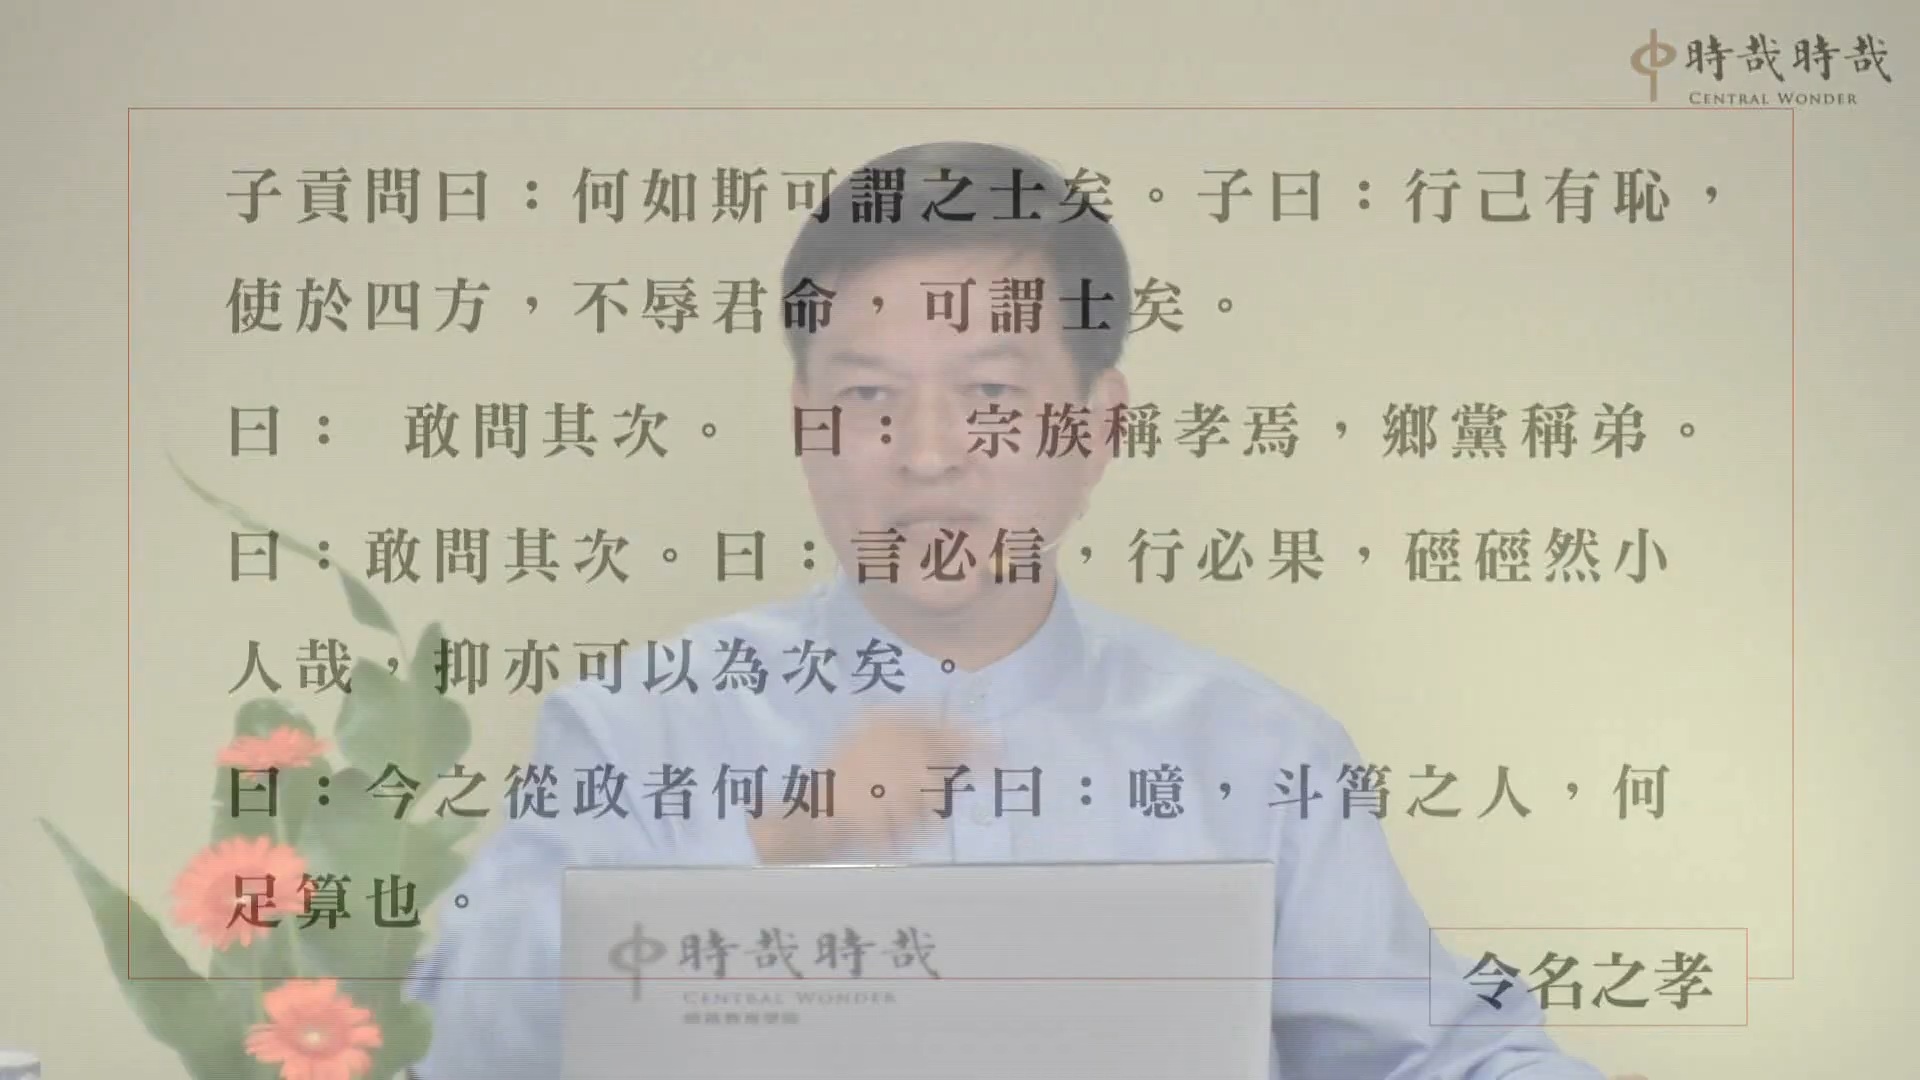 時哉時哉
CENTRAL WONDER
子貢問曰：何如斯可謂之士矣。子曰：行己有恥，
使於四方，不辱君命，可謂士矣。
曰： 敢問其次。 曰： 宗族稱孝焉，鄉黨稱弟。
曰：敢問其次。曰：言必信，行必果，硜硜然小
人哉，抑亦可以為次矣。
曰：今之從政者何如。子曰：噫，斗筲之人，何
足算也。
時哉時哉
CENTRAL WONDER
令名之孝